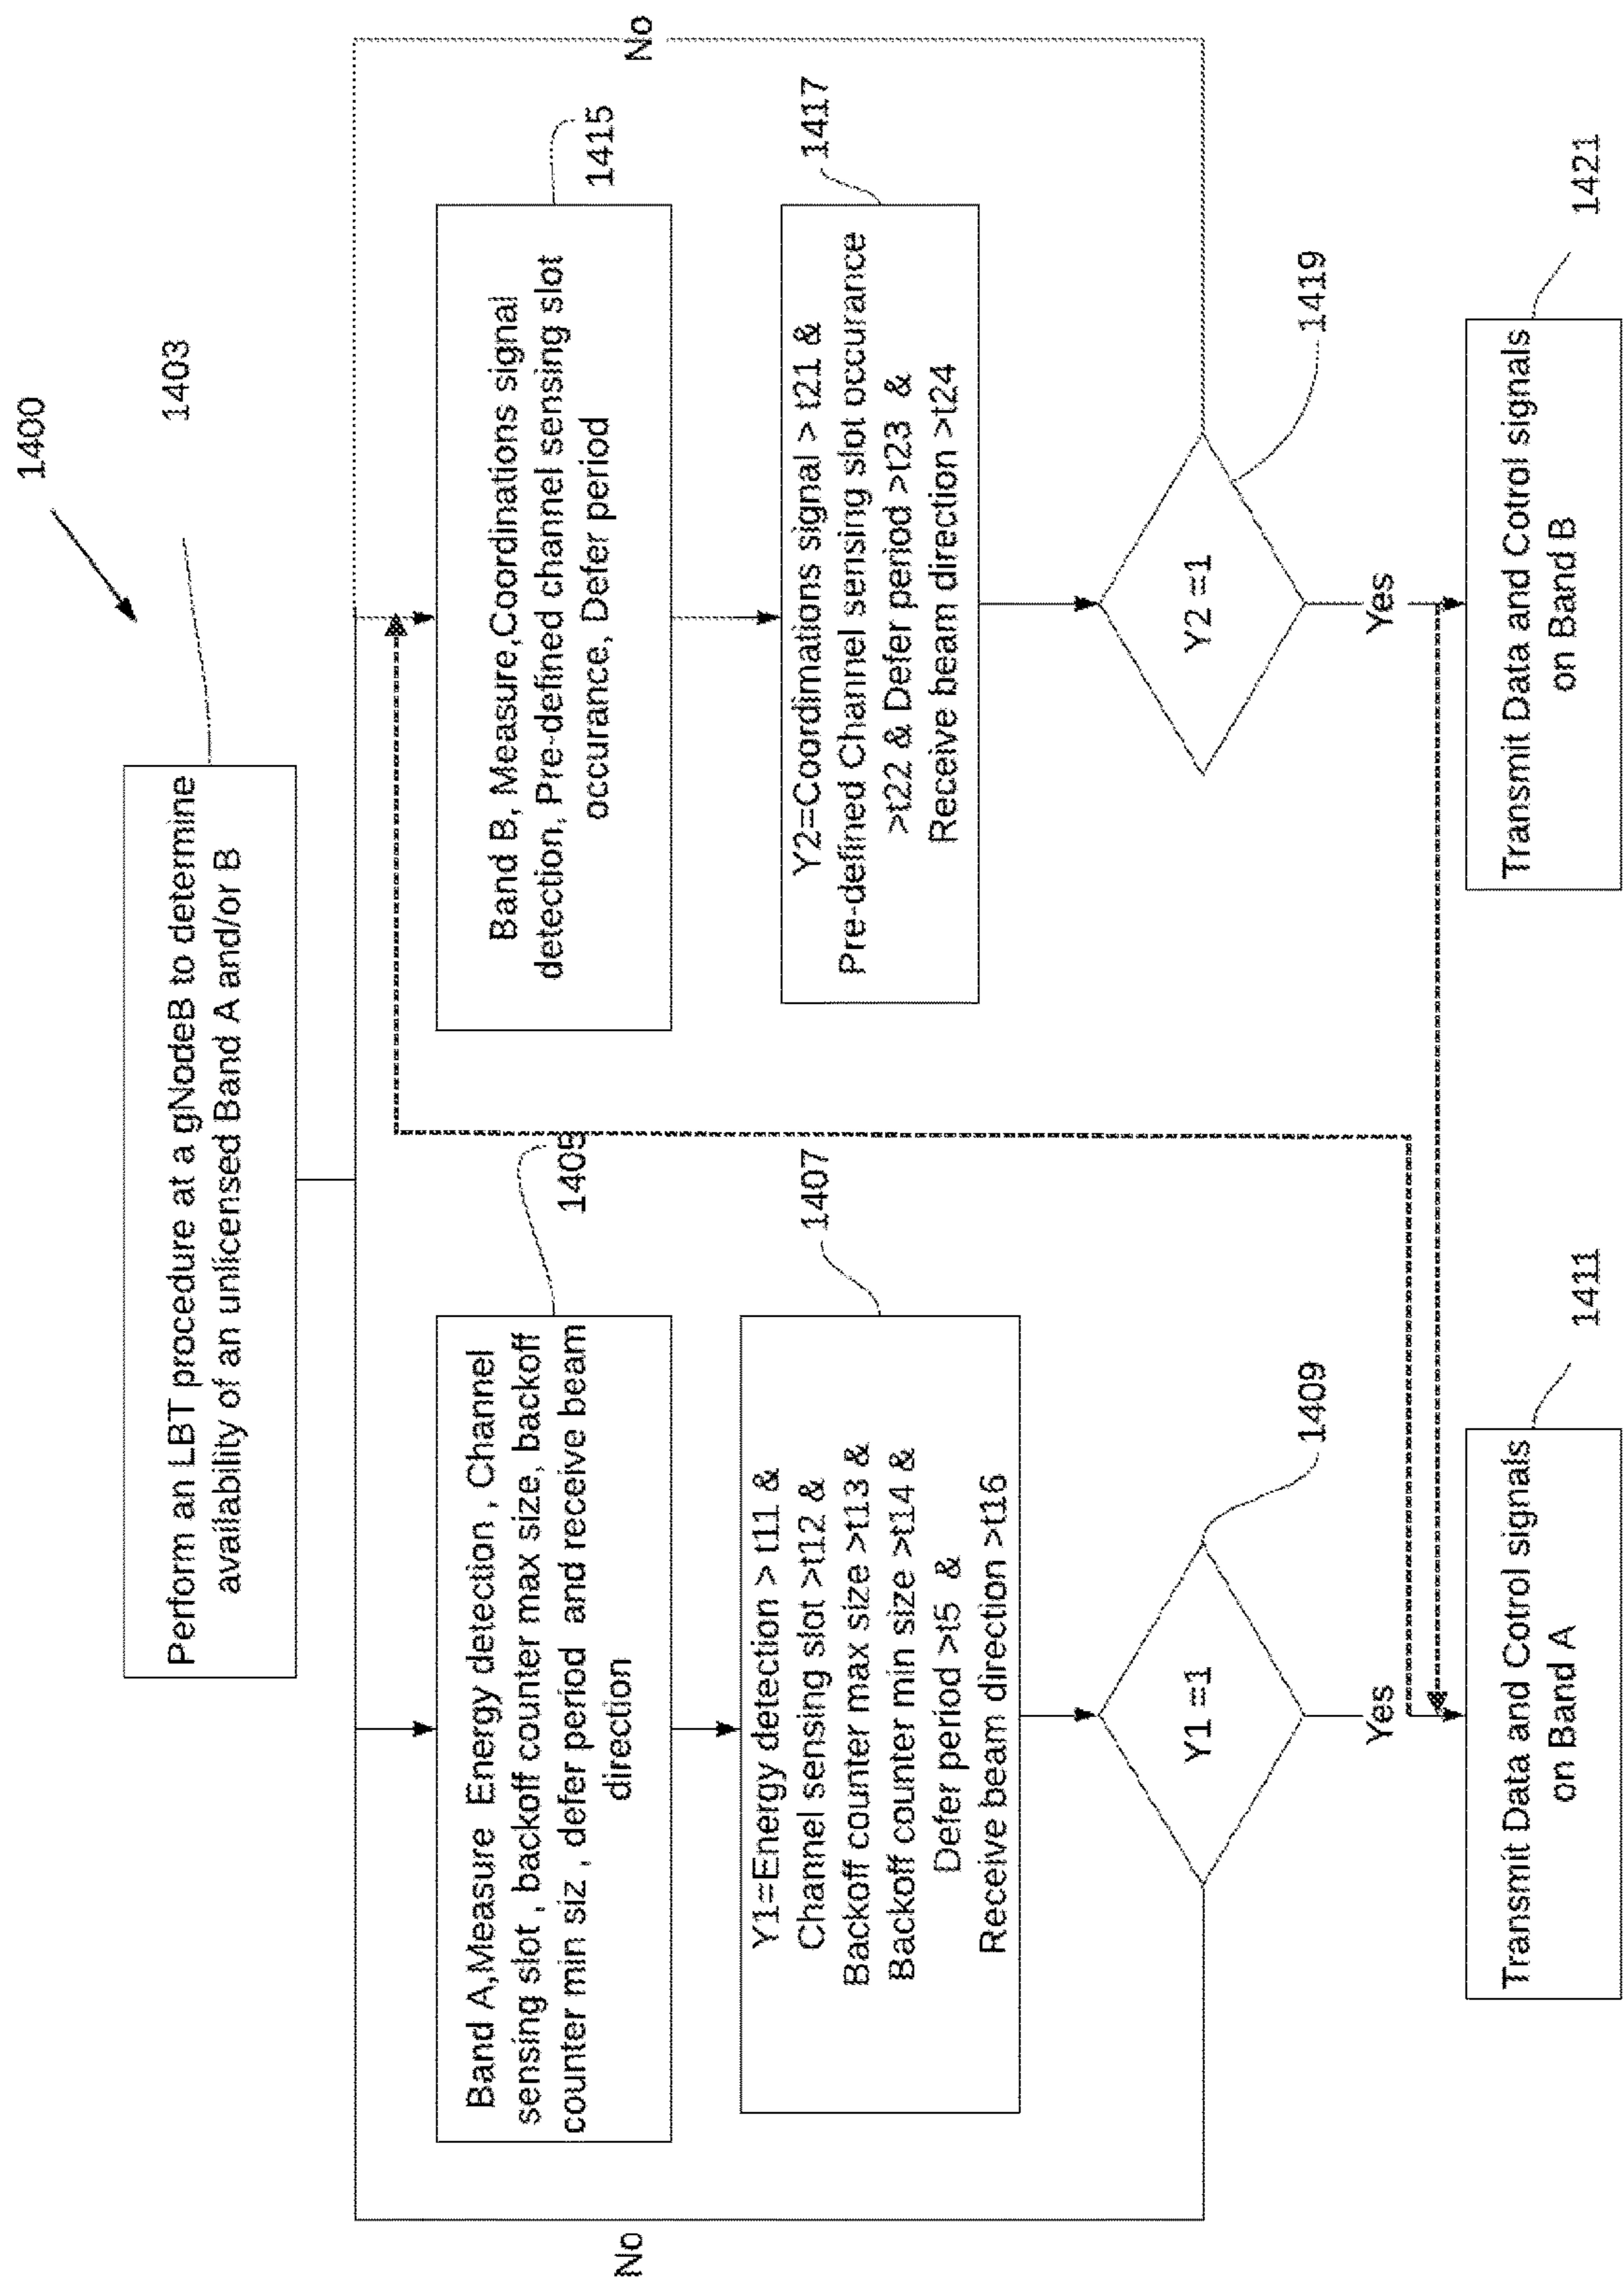 1400
Perform an LBT procedure at a gNodeB to determine
availability of an unlicensed Band A and/or B
1403
Band A,Measure Energy detection , Channel
sensing slot , backoff counter max size, backoff
counter min siz , defer period and receive beam
direction
1405
Y1=Energy detection > t11 &
Channel sensing slot >t12 &
Backoff counter max size >t13 &
Backoff counter min size >t14 &
Defer period >t5 &
Receive beam direction >t16
1407
Y1 =1
1409
No
Yes
Transmit Data and Cotrol signals
on Band A
1411
Band B, Measure,Coordinations signal
detection, Pre-defined channel sensing slot
occurance, Defer period
1415
Y2=Coordimations signal > t21 &
Pre-defined Channel sensing slot occurance
>t22 & Defer period >t23 &
Receive beam direction >t24
1417
Y2 =1
1419
No
Yes
Transmit Data and Cotrol signals
on Band B
1421